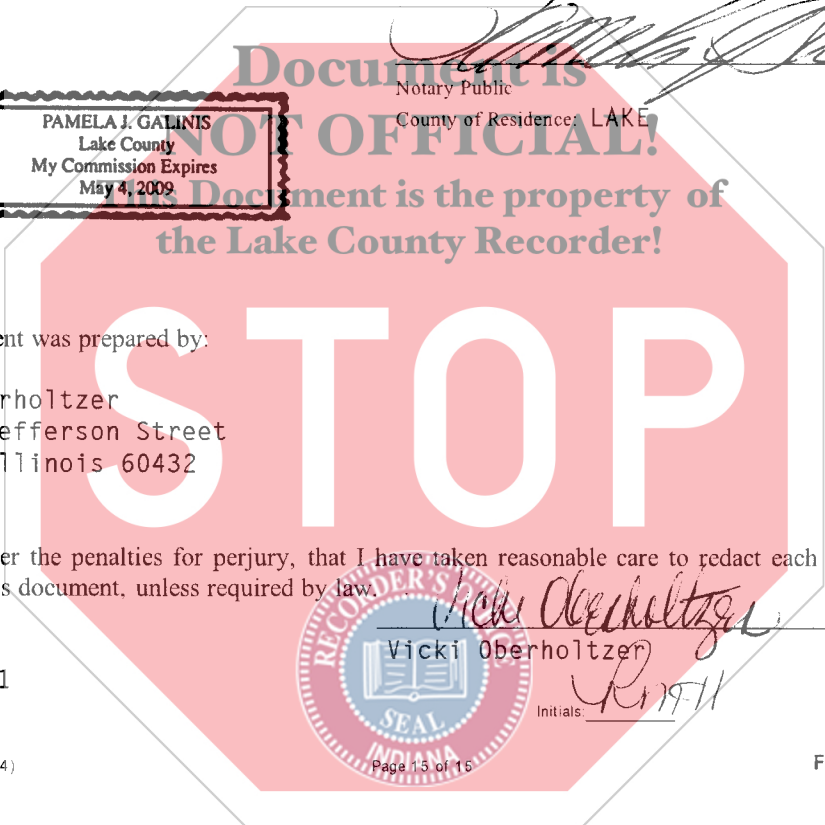 Document is
Notary Public
NOT OFFICIAL!
County of Residence: LAKE
PAMELA J. GALINIS
Lake County
My Commission Expires
May 4, 2009
This Document is the property of
the Lake County Recorder!
STOP
ent was prepared by:
rholtzer
efferson Street
llinois 60432
er the penalties for perjury, that I have taken reasonable care to redact each
s document, unless required by law.
Vicki Oberholtzer
Vicki Oberholtzer
RECORDER'S OFFICE
SEAL
INDIANA
1
Initials:
4)
Page 15 of 15
F